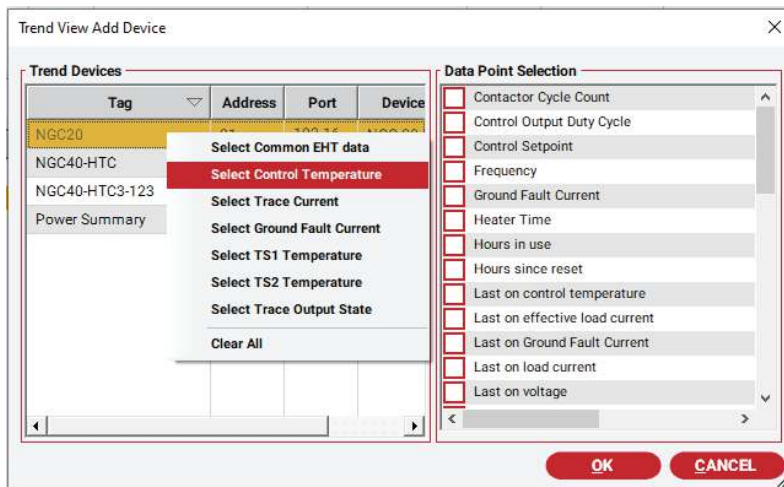 Trend View Add Device
Trend Devices
Tag Address Port Device
NGC20
NGC40-HTC
NGC40-HTC3-123
Power Summary
Select Common EHT data
Select Control Temperature
Select Trace Current
Select Ground Fault Current
Select TS1 Temperature
Select TS2 Temperature
Select Trace Output State
Clear All
Data Point Selection
Contactor Cycle Count
Control Output Duty Cycle
Control Setpoint
Frequency
Ground Fault Current
Heater Time
Hours in use
Hours since reset
Last on control temperature
Last on effective load current
Last on Ground Fault Current
Last on load current
Last on voltage
OK CANCEL